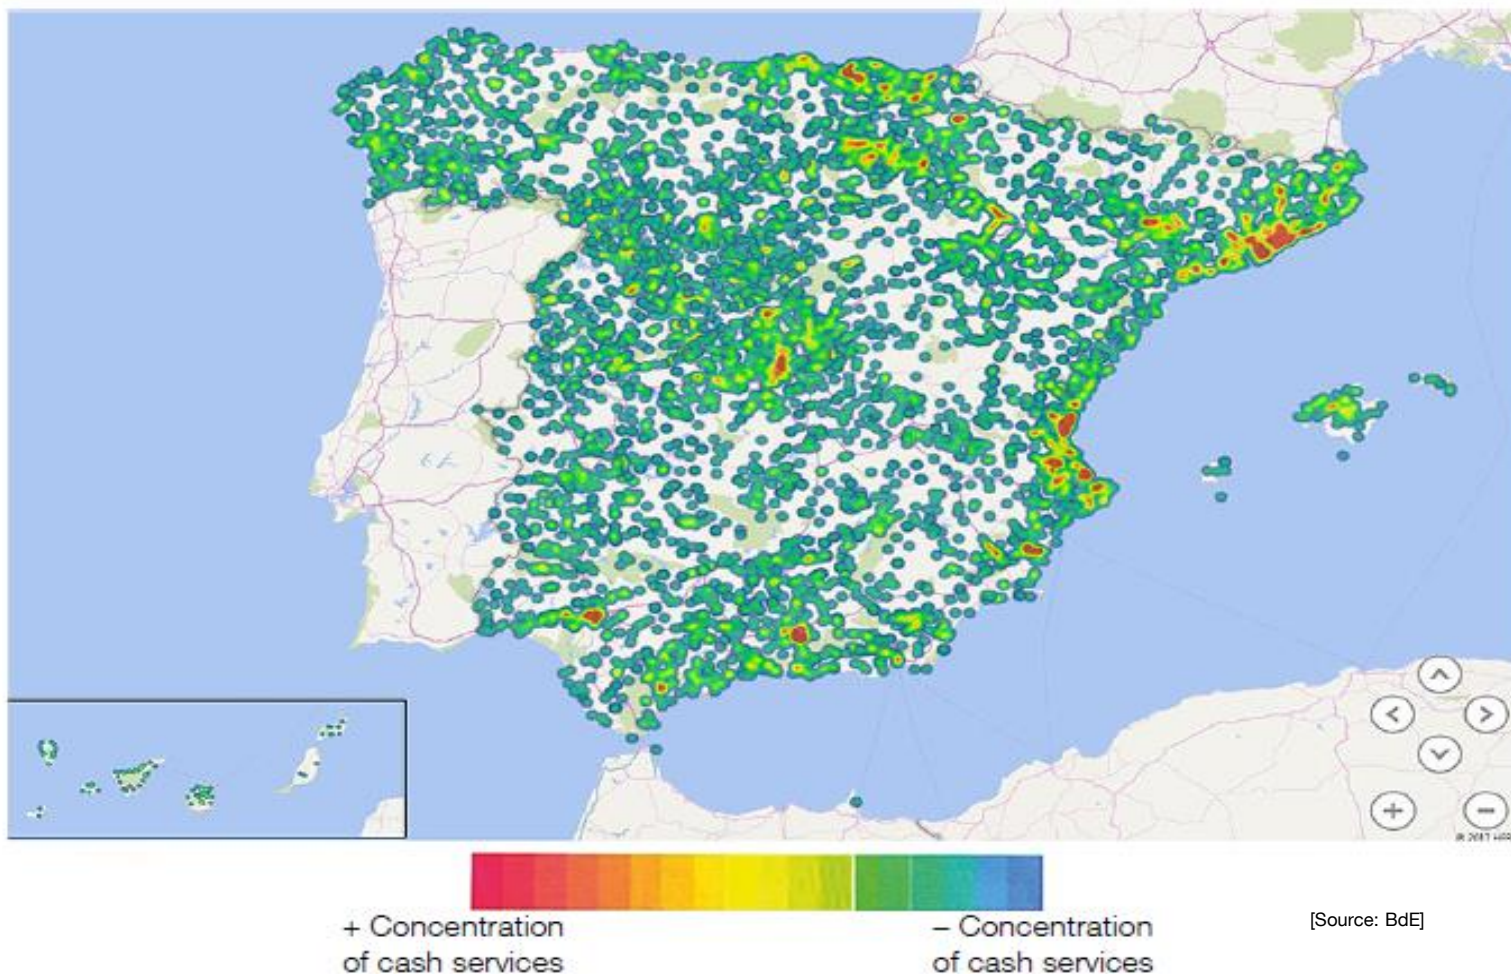 + Concentration
of cash services
− Concentration
of cash services
[Source: BdE]